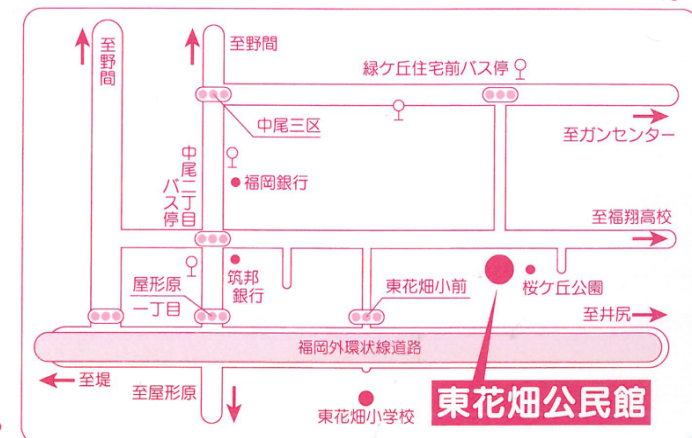 至野間
至野間
緑ケ丘住宅前バス停
中尾三区
至ガンセンター
中尾二丁目
バス停
福岡銀行
至福翔高校
筑邦
銀行
屋形原
一丁目
東花畑小前
桜ケ丘公園
至井尻
福岡外環状線道路
至堤
至屋形原
東花畑小学校
東花畑公民館